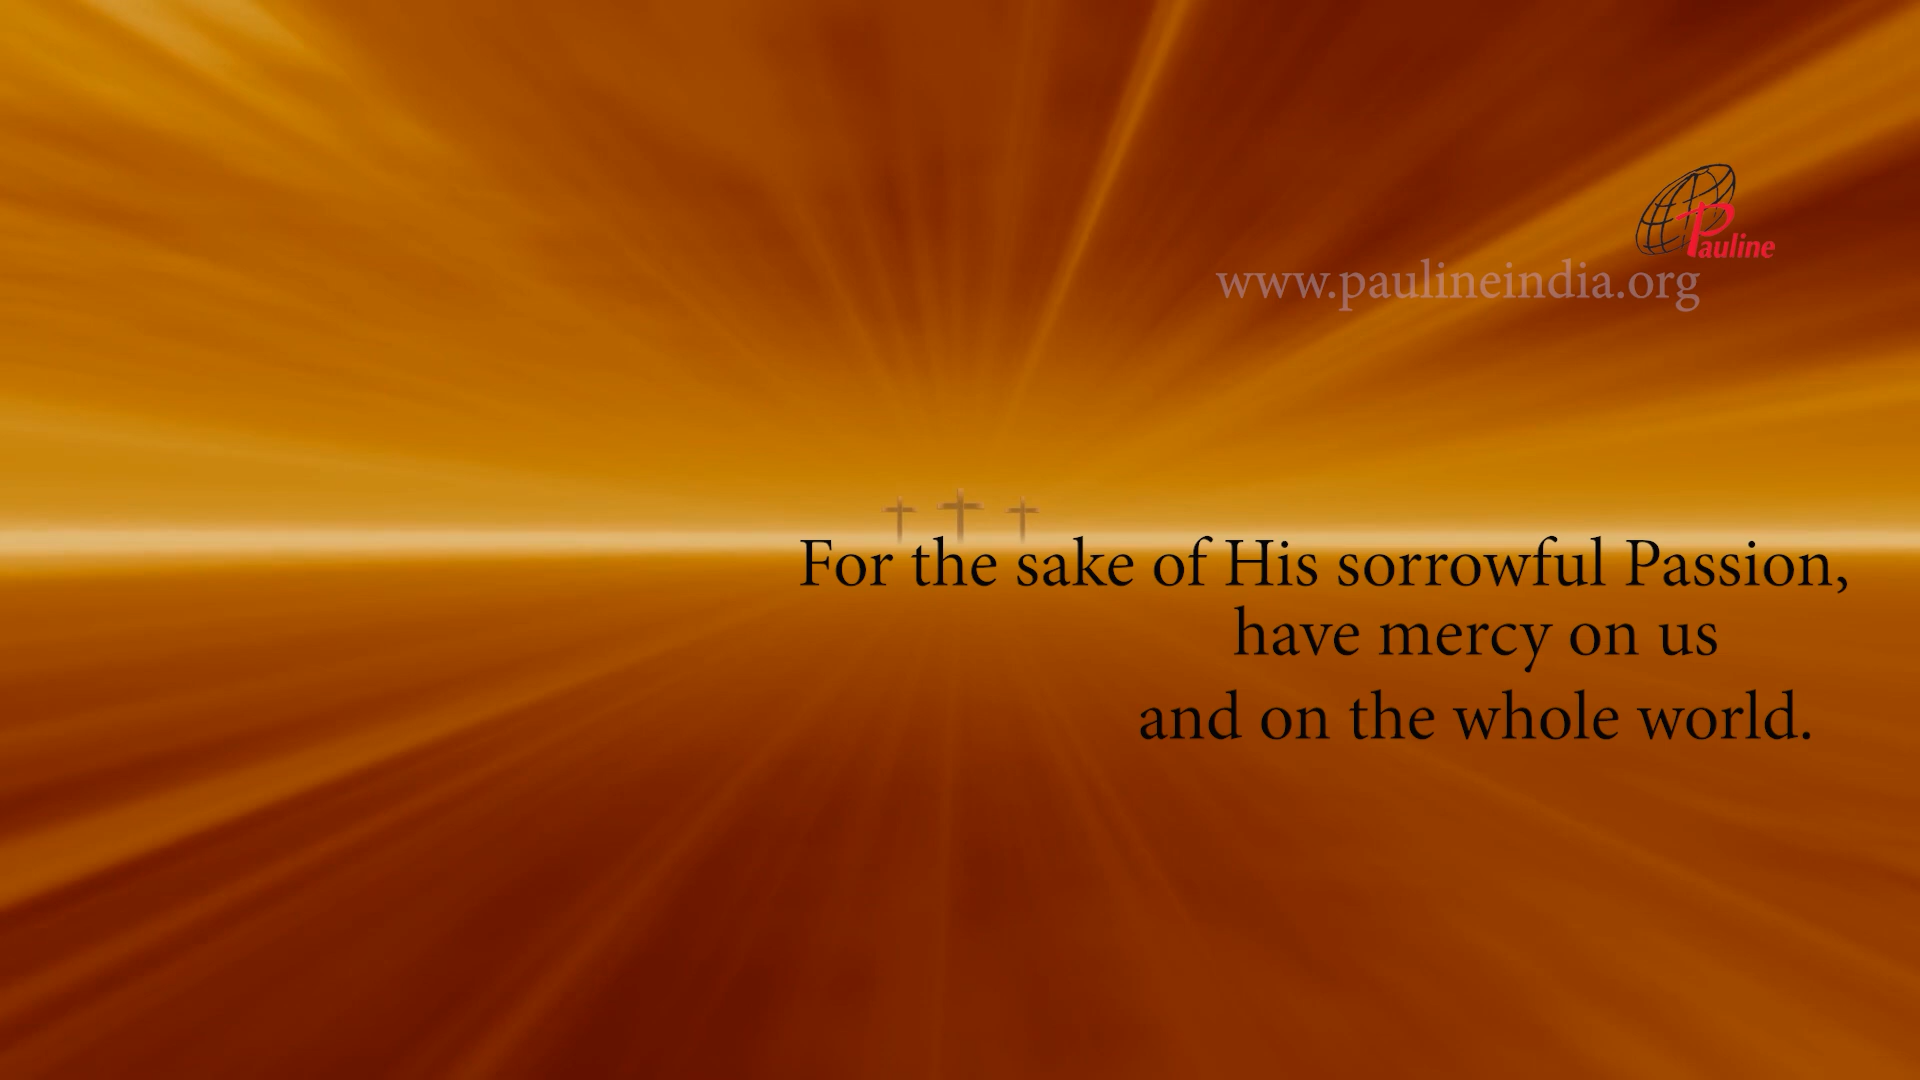 Pauline
www.paulineindia.org
For the sake of His sorrowful Passion,
have mercy on us
and on the whole world.